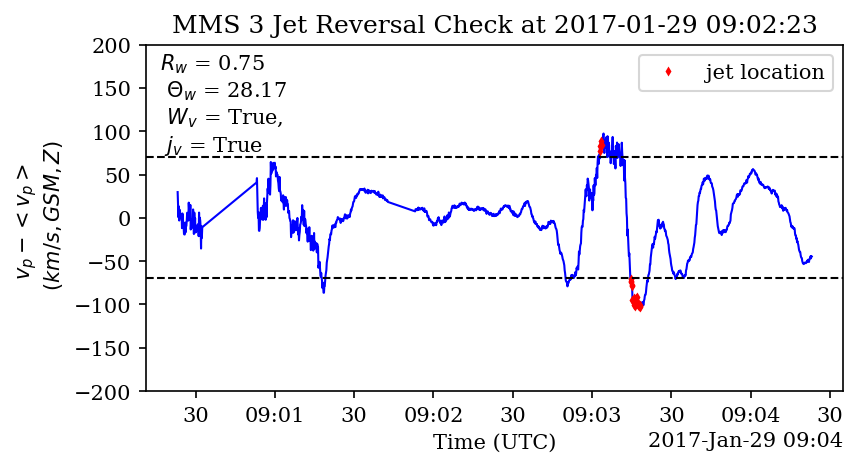 MMS 3 Jet Reversal Check at 2017-01-29 09:02:23
200
150
100
50
0
−50
−100
−150
−200
v_p − < v_p >
(km/s, GSM, Z)
R_w = 0.75
Θ_w = 28.17
W_v = True,
j_v = True
jet location
30 09:01 30 09:02 30 09:03 30 09:04 30
Time (UTC)
2017-Jan-29 09:04